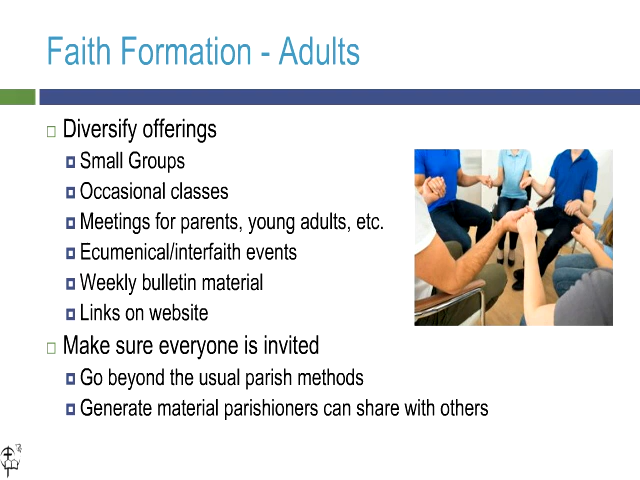 Faith Formation - Adults
Diversify offerings
Small Groups
Occasional classes
Meetings for parents, young adults, etc.
Ecumenical/interfaith events
Weekly bulletin material
Links on website
Make sure everyone is invited
Go beyond the usual parish methods
Generate material parishioners can share with others